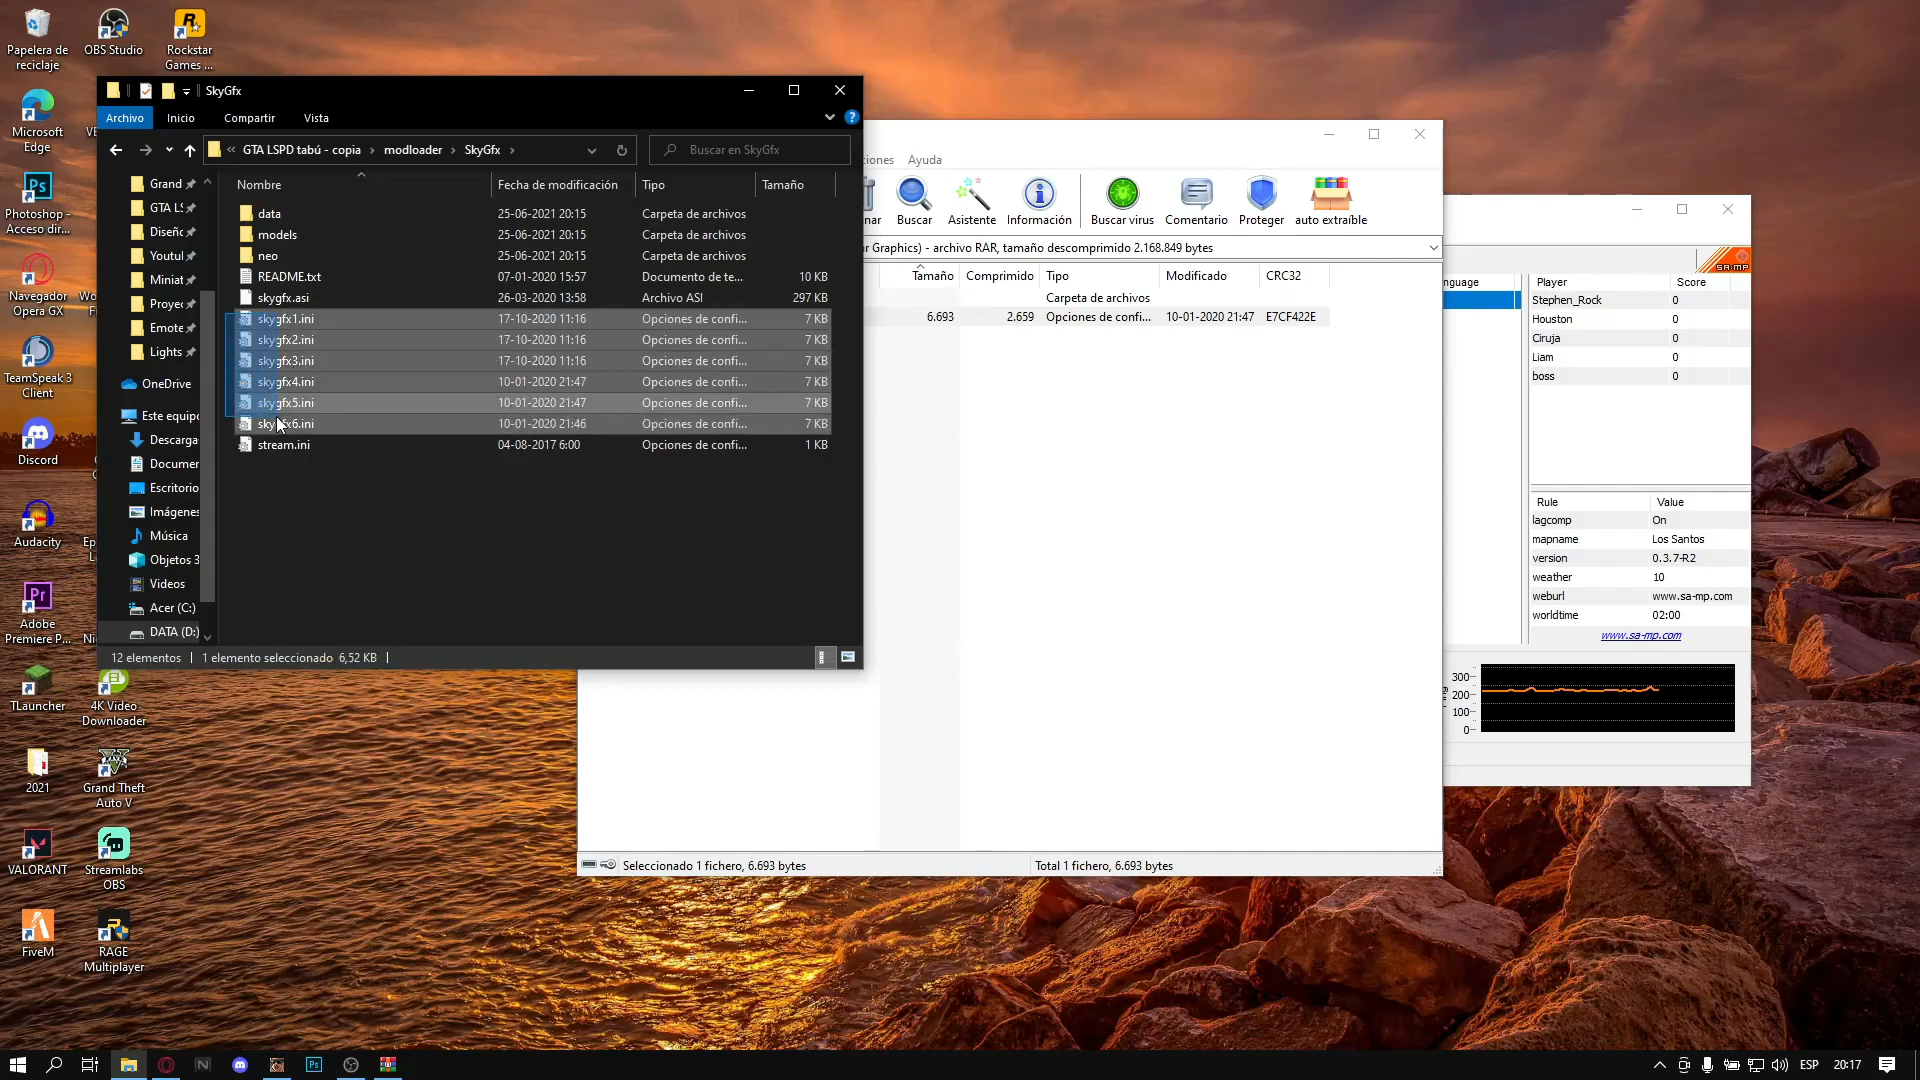 Papelera de
reciclaje
OBS Studio
Rockstar
Games ...
Microsoft
Edge
Photoshop -
Acceso dir...
Navegador
Opera GX
TeamSpeak 3
Client
Discord
Audacity
Adobe
Premiere P...
TLauncher
4K Video
Downloader
2021
Grand Theft
Auto V
VALORANT
Streamlabs
OBS
FiveM
RAGE
Multiplayer
SkyGfx
Archivo Inicio Compartir Vista
« GTA LSPD tabú - copia > modloader > SkyGfx >
Buscar en SkyGfx
Grand
GTA LS
Diseño
Youtul
Miniat
Proyec
Emote
Lights
OneDrive
Este equipo
Descargas
Documen
Escritorio
Imágenes
Música
Objetos 3
Videos
Acer (C:)
DATA (D:)
Nombre Fecha de modificación Tipo Tamaño
data 25-06-2021 20:15 Carpeta de archivos
models 25-06-2021 20:15 Carpeta de archivos
neo 25-06-2021 20:15 Carpeta de archivos
README.txt 07-01-2020 15:57 Documento de te... 10 KB
skygfx.asi 26-03-2020 13:58 Archivo ASI 297 KB
skygfx1.ini 17-10-2020 11:16 Opciones de confi... 7 KB
skygfx2.ini 17-10-2020 11:16 Opciones de confi... 7 KB
skygfx3.ini 17-10-2020 11:16 Opciones de confi... 7 KB
skygfx4.ini 10-01-2020 21:47 Opciones de confi... 7 KB
skygfx5.ini 10-01-2020 21:47 Opciones de confi... 7 KB
skygfx6.ini 10-01-2020 21:46 Opciones de confi... 7 KB
stream.ini 04-08-2017 6:00 Opciones de confi... 1 KB
12 elementos 1 elemento seleccionado 6,52 KB
iones Ayuda
nar Buscar Asistente Información Buscar virus Comentario Proteger auto extraíble
r Graphics) - archivo RAR, tamaño descomprimido 2.168.849 bytes
Tamaño Comprimido Tipo Modificado CRC32
Carpeta de archivos
6.693 2.659 Opciones de confi... 10-01-2020 21:47 E7CF422E
Seleccionado 1 fichero, 6.693 bytes
Total 1 fichero, 6.693 bytes
SA:MP
nguage
Player Score
Stephen_Rock 0
Houston 0
Ciruja 0
Liam 0
boss 0
Rule Value
lagcomp On
mapname Los Santos
version 0.3.7-R2
weather 10
weburl www.sa-mp.com
worldtime 02:00
www.sa-mp.com
300
200
100
0
ESP 20:17